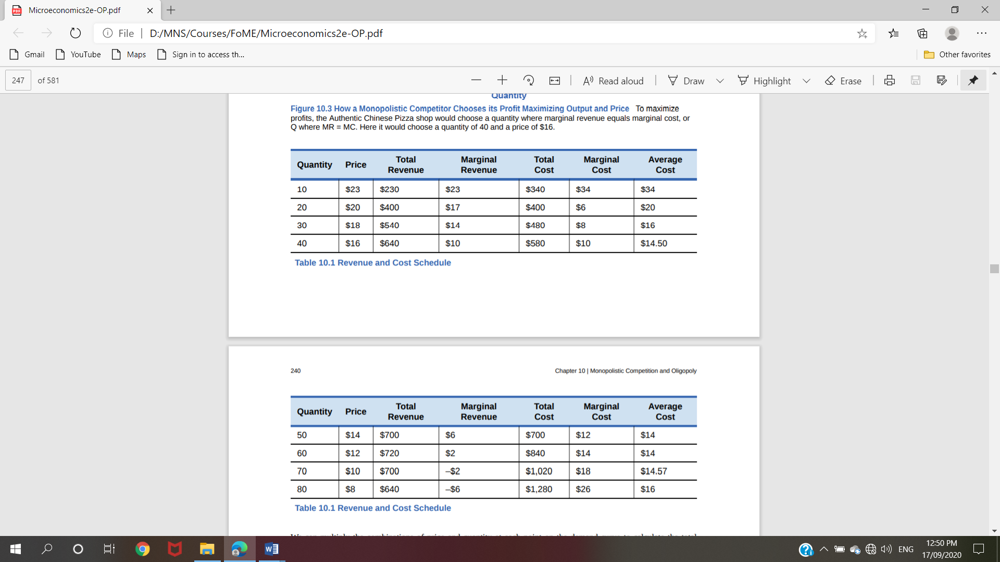 Microeconomics2e-OP.pdf
File D:/MNS/Courses/FoME/Microeconomics2e-OP.pdf
Gmail YouTube Maps Sign in to access th... Other favorites
247 of 581 Read aloud Draw Highlight Erase
Quantity
Figure 10.3 How a Monopolistic Competitor Chooses its Profit Maximizing Output and Price To maximize
profits, the Authentic Chinese Pizza shop would choose a quantity where marginal revenue equals marginal cost, or
Q where MR = MC. Here it would choose a quantity of 40 and a price of $16.
Quantity Price Total Revenue Marginal Revenue Total Cost Marginal Cost Average Cost
10 $23 $230 $23 $340 $34 $34
20 $20 $400 $17 $400 $6 $20
30 $18 $540 $14 $480 $8 $16
40 $16 $640 $10 $580 $10 $14.50
Table 10.1 Revenue and Cost Schedule
240 Chapter 10 | Monopolistic Competition and Oligopoly
Quantity Price Total Revenue Marginal Revenue Total Cost Marginal Cost Average Cost
50 $14 $700 $6 $700 $12 $14
60 $12 $720 $2 $840 $14 $14
70 $10 $700 –$2 $1,020 $18 $14.57
80 $8 $640 –$6 $1,280 $26 $16
Table 10.1 Revenue and Cost Schedule
ENG 12:50 PM
17/09/2020